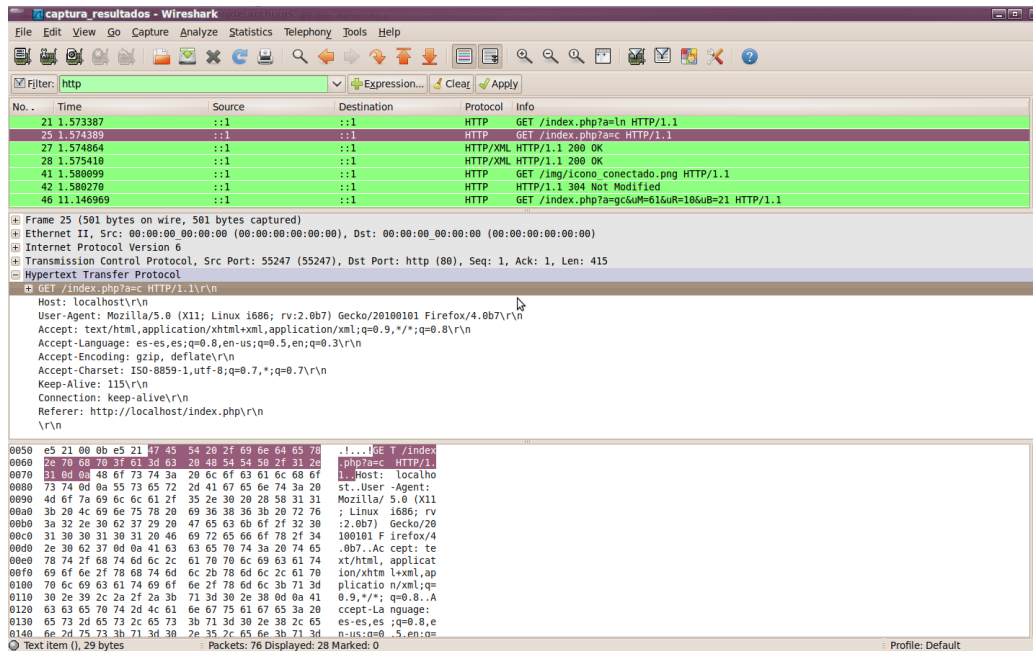 captura_resultados - Wireshark
File Edit View Go Capture Analyze Statistics Telephony Tools Help
Filter: http Expression... Clear Apply
No. . Time Source Destination Protocol Info
21 1.573387 ::1 ::1 HTTP GET /index.php?a=ln HTTP/1.1
25 1.574389 ::1 ::1 HTTP GET /index.php?a=c HTTP/1.1
27 1.574864 ::1 ::1 HTTP/XML HTTP/1.1 200 OK
28 1.575410 ::1 ::1 HTTP/XML HTTP/1.1 200 OK
41 1.580099 ::1 ::1 HTTP GET /img/icono_conectado.png HTTP/1.1
42 1.580270 ::1 ::1 HTTP HTTP/1.1 304 Not Modified
46 11.146969 ::1 ::1 HTTP GET /index.php?a=gc&uM=61&uR=10&uB=21 HTTP/1.1
Frame 25 (501 bytes on wire, 501 bytes captured)
Ethernet II, Src: 00:00:00_00:00:00 (00:00:00:00:00:00), Dst: 00:00:00_00:00:00 (00:00:00:00:00:00)
Internet Protocol Version 6
Transmission Control Protocol, Src Port: 55247 (55247), Dst Port: http (80), Seq: 1, Ack: 1, Len: 415
Hypertext Transfer Protocol
GET /index.php?a=c HTTP/1.1\r\n
Host: localhost\r\n
User-Agent: Mozilla/5.0 (X11; Linux i686; rv:2.0b7) Gecko/20100101 Firefox/4.0b7\r\n
Accept: text/html,application/xhtml+xml,application/xml;q=0.9,*/*;q=0.8\r\n
Accept-Language: es-es,es;q=0.8,en-us;q=0.5,en;q=0.3\r\n
Accept-Encoding: gzip, deflate\r\n
Accept-Charset: ISO-8859-1,utf-8;q=0.7,*;q=0.7\r\n
Keep-Alive: 115\r\n
Connection: keep-alive\r\n
Referer: http://localhost/index.php\r\n
\r\n
0050 e5 21 00 0b e5 21 47 45 54 20 2f 69 6e 64 65 78 .!...!GE T /index
0060 2e 70 68 70 3f 61 3d 63 20 48 54 54 50 2f 31 2e .php?a=c HTTP/1.
0070 31 0d 0a 48 6f 73 74 3a 20 6c 6f 63 61 6c 68 6f 1..Host: localho
0080 73 74 0d 0a 55 73 65 72 2d 41 67 65 6e 74 3a 20 st..User -Agent:
0090 4d 6f 7a 69 6c 6c 61 2f 35 2e 30 20 28 58 31 31 Mozilla/ 5.0 (X11
00a0 3b 20 4c 69 6e 75 78 20 69 36 38 36 3b 20 72 76 ; Linux i686; rv
00b0 3a 32 2e 30 62 37 29 20 47 65 63 6b 6f 2f 32 30 :2.0b7) Gecko/20
00c0 31 30 30 31 30 31 20 46 69 72 65 66 6f 78 2f 34 100101 F irefox/4
00d0 2e 30 62 37 0d 0a 41 63 63 65 70 74 3a 20 74 65 .0b7..Ac cept: te
00e0 78 74 2f 68 74 6d 6c 2c 61 70 70 6c 69 63 61 74 xt/html, applicat
00f0 69 6f 6e 2f 78 68 74 6d 6c 2b 78 6d 6c 2c 61 70 ion/xhtm l+xml,ap
0100 70 6c 69 63 61 74 69 6f 6e 2f 78 6d 6c 3b 71 3d plicatio n/xml;q=
0110 30 2e 39 2c 2a 2f 2a 3b 71 3d 30 2e 38 0d 0a 41 0.9,*/*; q=0.8..A
0120 63 63 65 70 74 2d 4c 61 6e 67 75 61 67 65 3a 20 ccept-La nguage:
0130 65 73 2d 65 73 2c 65 73 3b 71 3d 30 2e 38 2c 65 es-es,es ;q=0.8,e
0140 6e 2d 75 73 3b 71 3d 30 2e 35 2c 65 6e 3b 71 3d n-us;q=0 .5,en;q=
Text item (), 29 bytes Packets: 76 Displayed: 28 Marked: 0 Profile: Default